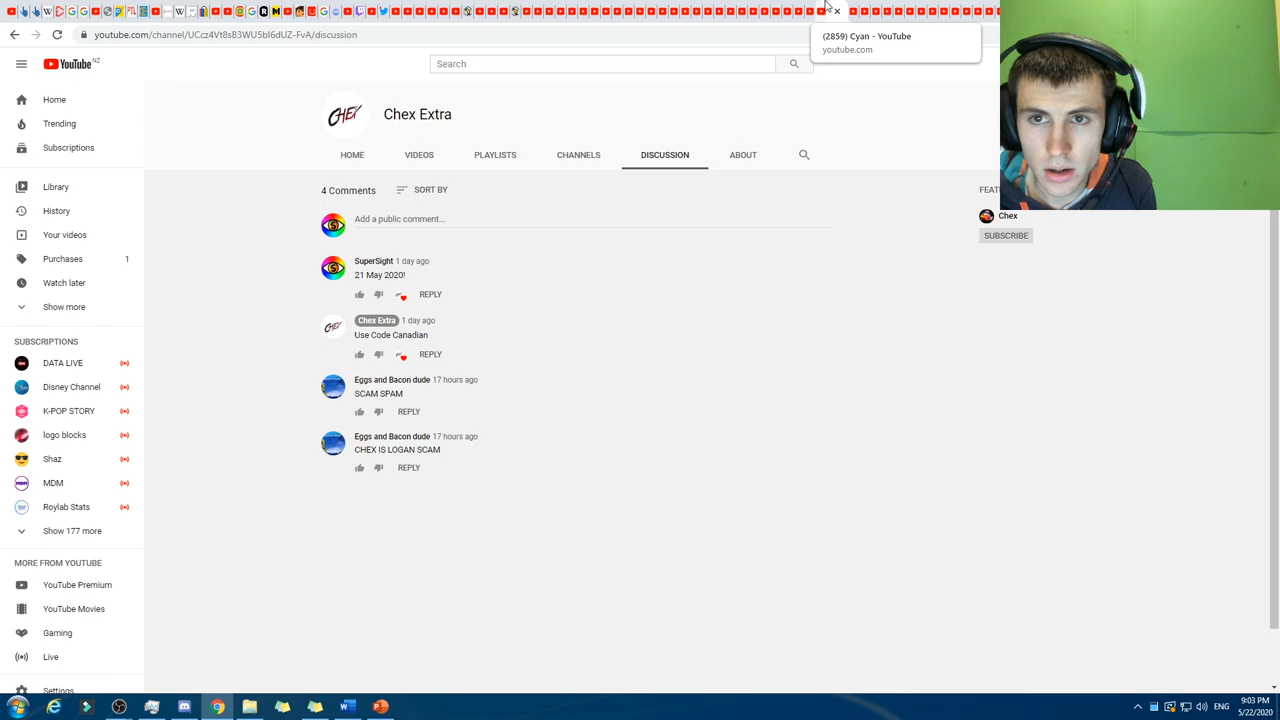 (2859) Cyan - YouTube
youtube.com
youtube.com/channel/UCcz4Vt8sB3WU5bI6dUZ-FvA/discussion
YouTube NZ
Search
Home
Trending
Subscriptions
Library
History
Your videos
Purchases 1
Watch later
Show more
SUBSCRIPTIONS
DATA LIVE
Disney Channel
K-POP STORY
logo blocks
Shaz
MDM
Roylab Stats
Show 177 more
MORE FROM YOUTUBE
YouTube Premium
YouTube Movies
Gaming
Live
Settings
CHEX
Chex Extra
HOME VIDEOS PLAYLISTS CHANNELS DISCUSSION ABOUT
4 Comments SORT BY
Add a public comment...
SuperSight 1 day ago
21 May 2020!
REPLY
Chex Extra 1 day ago
Use Code Canadian
REPLY
Eggs and Bacon dude 17 hours ago
SCAM SPAM
REPLY
Eggs and Bacon dude 17 hours ago
CHEX IS LOGAN SCAM
REPLY
Chex
SUBSCRIBE
ENG
9:03 PM
5/22/2020